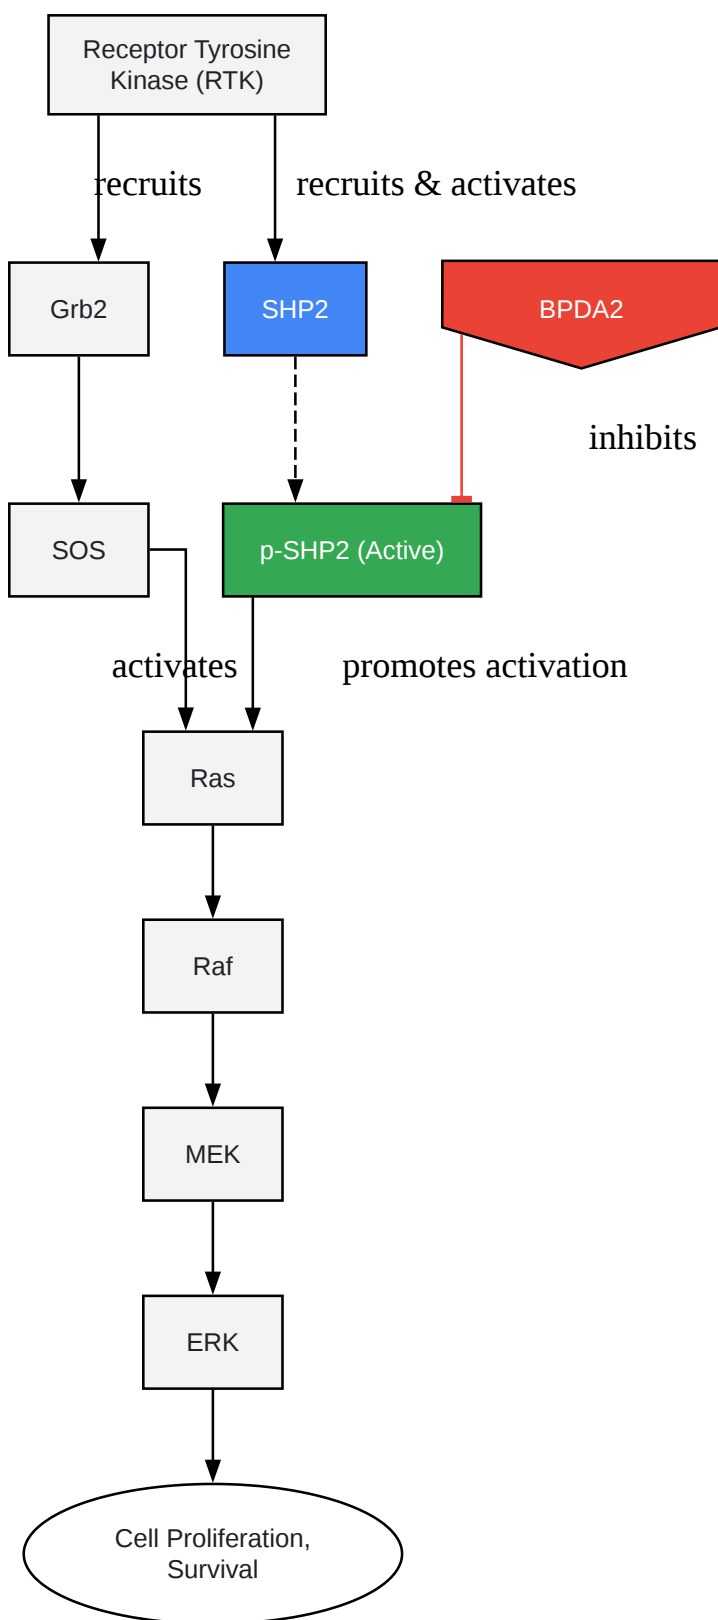 Receptor Tyrosine
Kinase (RTK)
recruits
recruits & activates
Grb2
SHP2
BPDA2
inhibits
SOS
p-SHP2 (Active)
activates
promotes activation
Ras
Raf
MEK
ERK
Cell Proliferation,
Survival